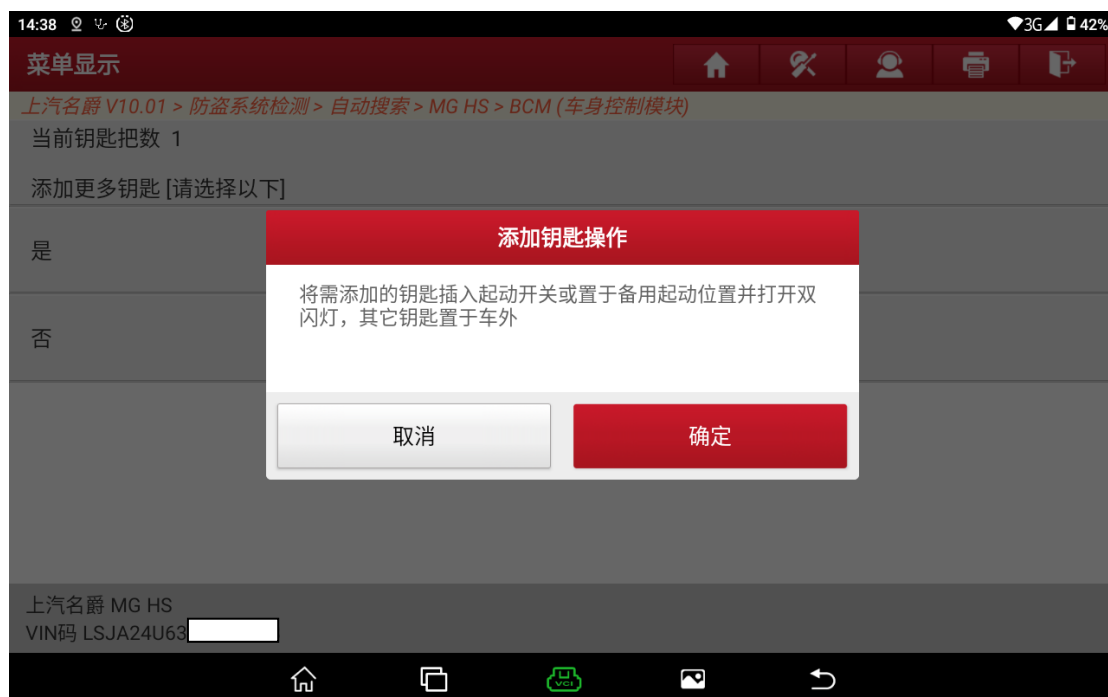 14:38 3G 42%
菜单显示
上汽名爵 V10.01 > 防盗系统检测 > 自动搜索 > MG HS > BCM (车身控制模块)
当前钥匙把数 1
添加更多钥匙 [请选择以下]
是
否
添加钥匙操作
将需添加的钥匙插入起动开关或置于备用起动位置并打开双
闪灯，其它钥匙置于车外
取消 确定
上汽名爵 MG HS
VIN码 LSJA24U63
VCI